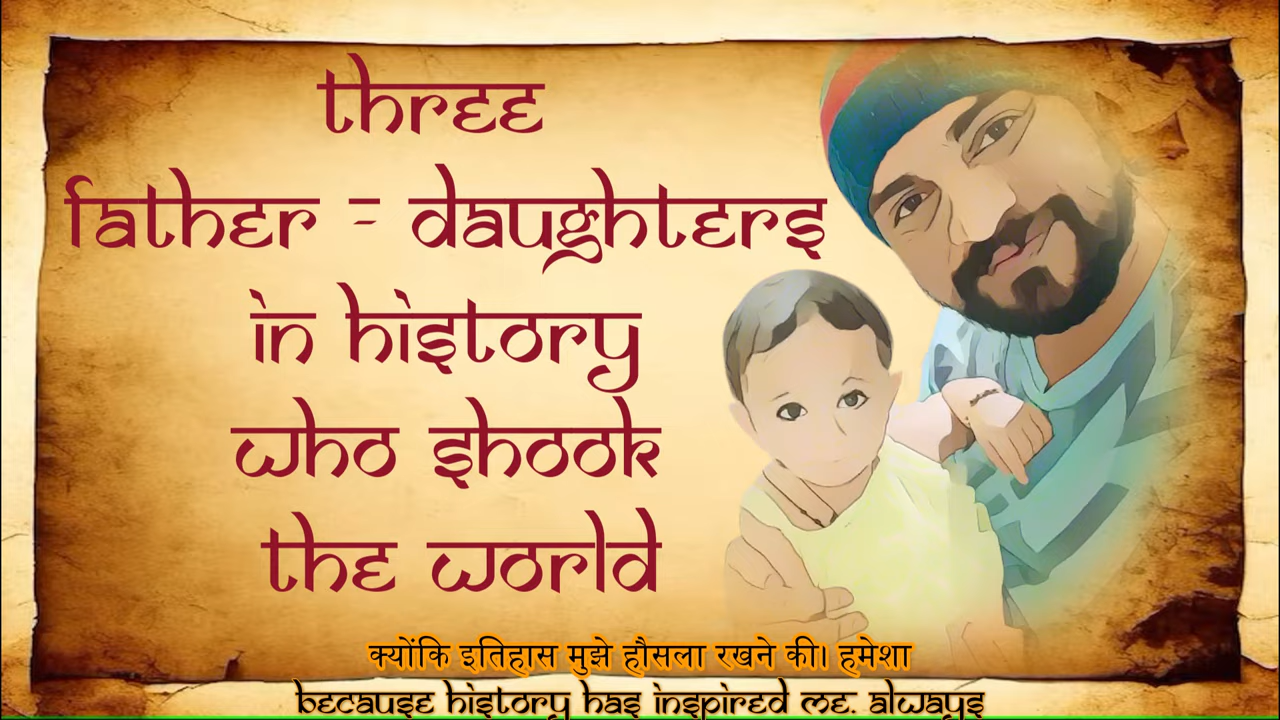 THREE
FATHER - DAUGHTERS
IN HISTORY
WHO SHOOK
THE WORLD
क्योंकि इतिहास मुझे हौसला रखने की। हमेशा
BECAUSE HISTORY HAS INSPIRED ME. ALWAYS